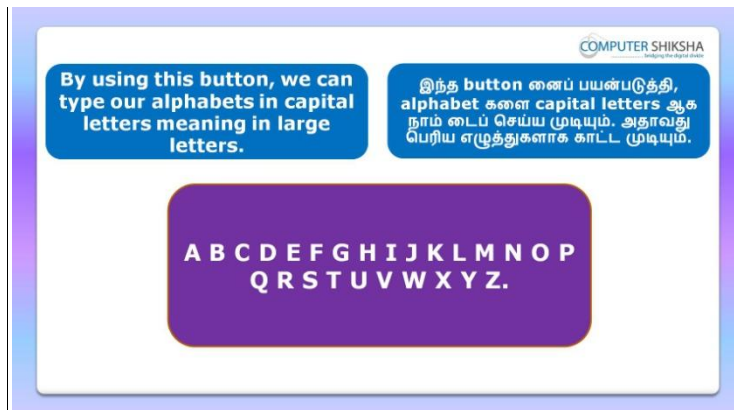 COMPUTER SHIKSHA
bridging the digital divide
By using this button, we can
type our alphabets in capital
letters meaning in large
letters.
இந்த button னைப் பயன்படுத்தி,
alphabet களை capital letters ஆக
நாம் டைப் செய்ய முடியும். அதாவது
பெரிய எழுத்துகளாக காட்ட முடியும்.
A B C D E F G H I J K L M N O P
Q R S T U V W X Y Z.